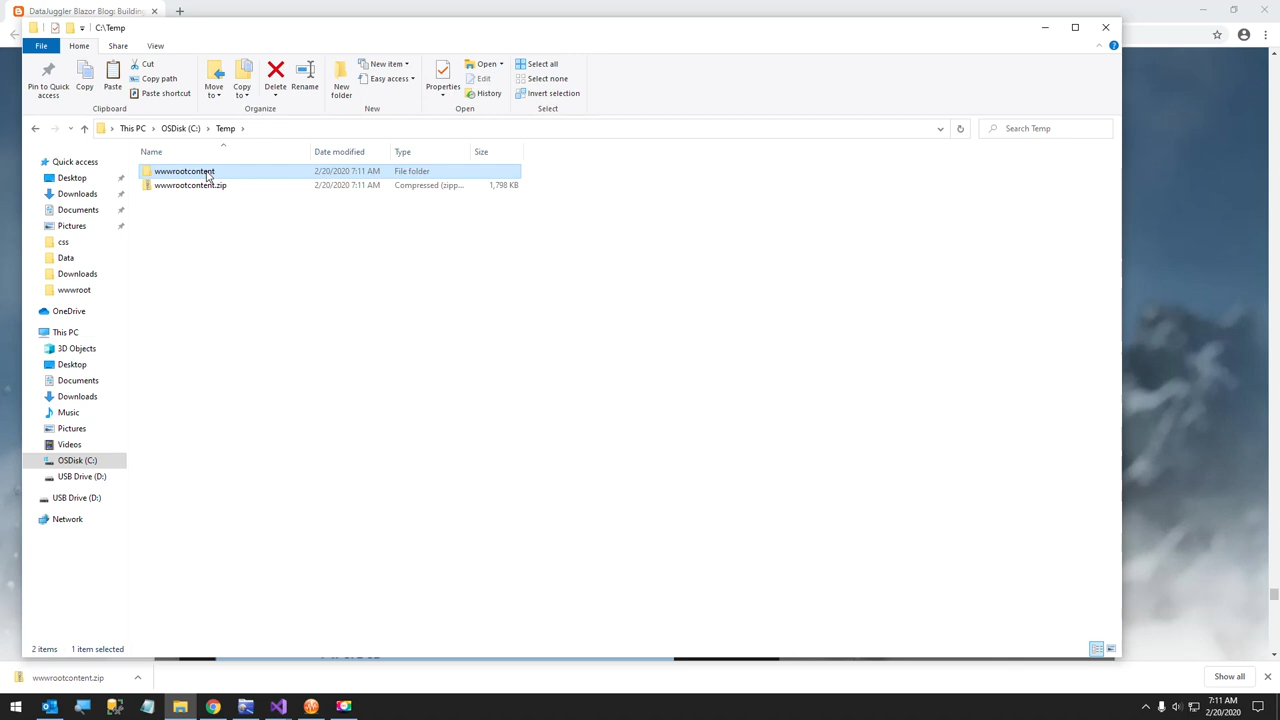 DataJuggler Blazor Blog: Building
C:\Temp
File Home Share View
Pin to Quick access
Copy
Paste
Cut
Copy path
Paste shortcut
Clipboard
Move to
Copy to
Delete
Rename
Organize
New folder
New item
Easy access
New
Properties
Open
Edit
History
Open
Select all
Select none
Invert selection
Select
This PC OSDisk (C:) Temp
Search Temp
Name Date modified Type Size
wwwrootcontent 2/20/2020 7:11 AM File folder
wwwrootcontent.zip 2/20/2020 7:11 AM Compressed (zipp... 1,798 KB
Quick access
Desktop
Downloads
Documents
Pictures
css
Data
Downloads
wwwroot
OneDrive
This PC
3D Objects
Desktop
Documents
Downloads
Music
Pictures
Videos
OSDisk (C:)
USB Drive (D:)
USB Drive (D:)
Network
2 items 1 item selected
wwwrootcontent.zip
Show all
7:11 AM
2/20/2020